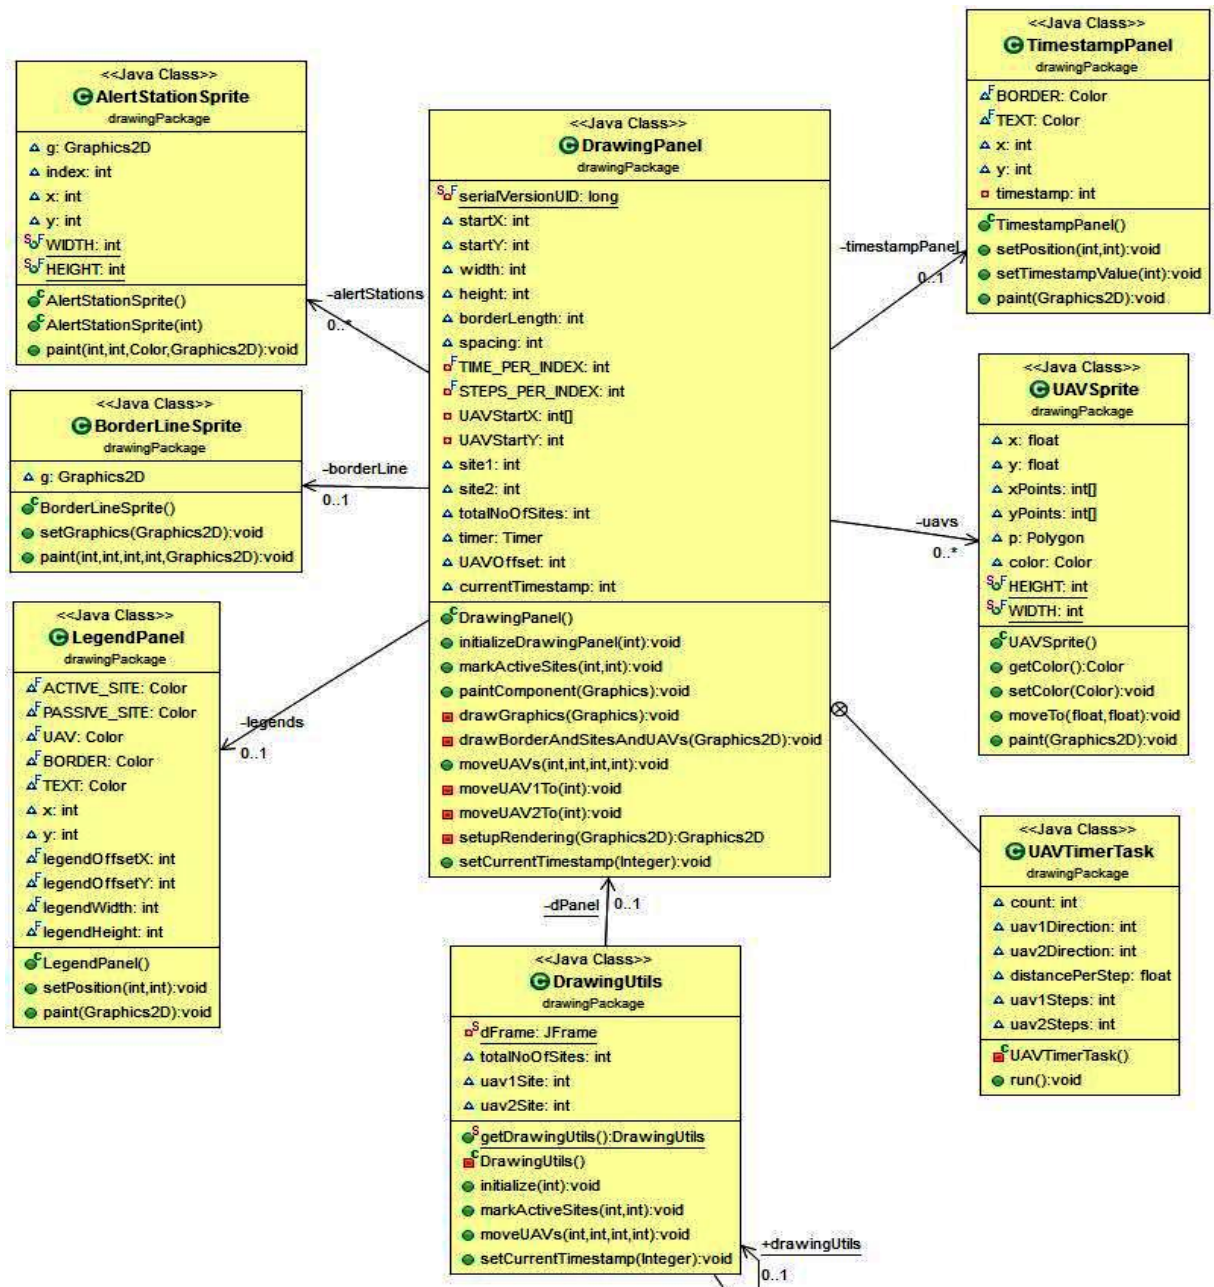 <<Java Class>>
AlertStationSprite
drawingPackage
g: Graphics2D
index: int
x: int
y: int
WIDTH: int
HEIGHT: int
AlertStationSprite()
AlertStationSprite(int)
paint(int,int,Color,Graphics2D):void
<<Java Class>>
BorderLineSprite
drawingPackage
g: Graphics2D
BorderLineSprite()
setGraphics(Graphics2D):void
paint(int,int,int,int,Graphics2D):void
<<Java Class>>
LegendPanel
drawingPackage
ACTIVE_SITE: Color
PASSIVE_SITE: Color
UAV: Color
BORDER: Color
TEXT: Color
x: int
y: int
legendOffsetX: int
legendOffsetY: int
legendWidth: int
legendHeight: int
LegendPanel()
setPosition(int,int):void
paint(Graphics2D):void
-alertStations
0..*
-borderLine
0..1
-legends
0..1
<<Java Class>>
DrawingPanel
drawingPackage
serialVersionUID: long
startX: int
startY: int
width: int
height: int
borderLength: int
spacing: int
TIME_PER_INDEX: int
STEPS_PER_INDEX: int
UAVStartX: int[]
UAVStartY: int
site1: int
site2: int
totalNoOfSites: int
timer: Timer
UAVOffset: int
currentTimestamp: int
DrawingPanel()
initializeDrawingPanel(int):void
markActiveSites(int,int):void
paintComponent(Graphics):void
drawGraphics(Graphics):void
drawBorderAndSitesAndUAVs(Graphics2D):void
moveUAVs(int,int,int,int):void
moveUAV1To(int):void
moveUAV2To(int):void
setupRendering(Graphics2D):Graphics2D
setCurrentTimestamp(Integer):void
-dPanel
0..1
<<Java Class>>
DrawingUtils
drawingPackage
dFrame: JFrame
totalNoOfSites: int
uav1Site: int
uav2Site: int
getDrawingUtils():DrawingUtils
DrawingUtils()
initialize(int):void
markActiveSites(int,int):void
moveUAVs(int,int,int,int):void
setCurrentTimestamp(Integer):void
+drawingUtils
0..1
-timestampPanel
0..1
-uavs
0..*
<<Java Class>>
TimestampPanel
drawingPackage
BORDER: Color
TEXT: Color
x: int
y: int
timestamp: int
TimestampPanel()
setPosition(int,int):void
setTimestampValue(int):void
paint(Graphics2D):void
<<Java Class>>
UAVSprite
drawingPackage
x: float
y: float
xPoints: int[]
yPoints: int[]
p: Polygon
color: Color
HEIGHT: int
WIDTH: int
UAVSprite()
getColor():Color
setColor(Color):void
moveTo(float,float):void
paint(Graphics2D):void
<<Java Class>>
UAVTimerTask
drawingPackage
count: int
uav1Direction: int
uav2Direction: int
distancePerStep: float
uav1Steps: int
uav2Steps: int
UAVTimerTask()
run():void